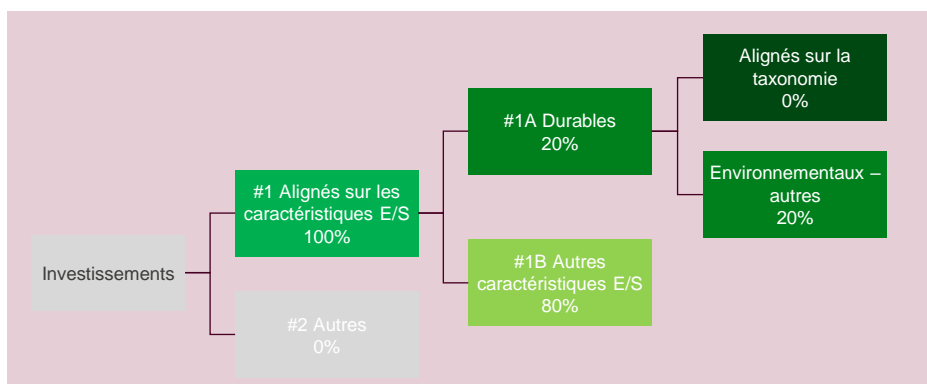 Investissements
#1 Alignés sur les
caractéristiques E/S
100%
#2 Autres
0%
#1A Durables
20%
#1B Autres
caractéristiques E/S
80%
Alignés sur la
taxonomie
0%
Environnementaux –
autres
20%